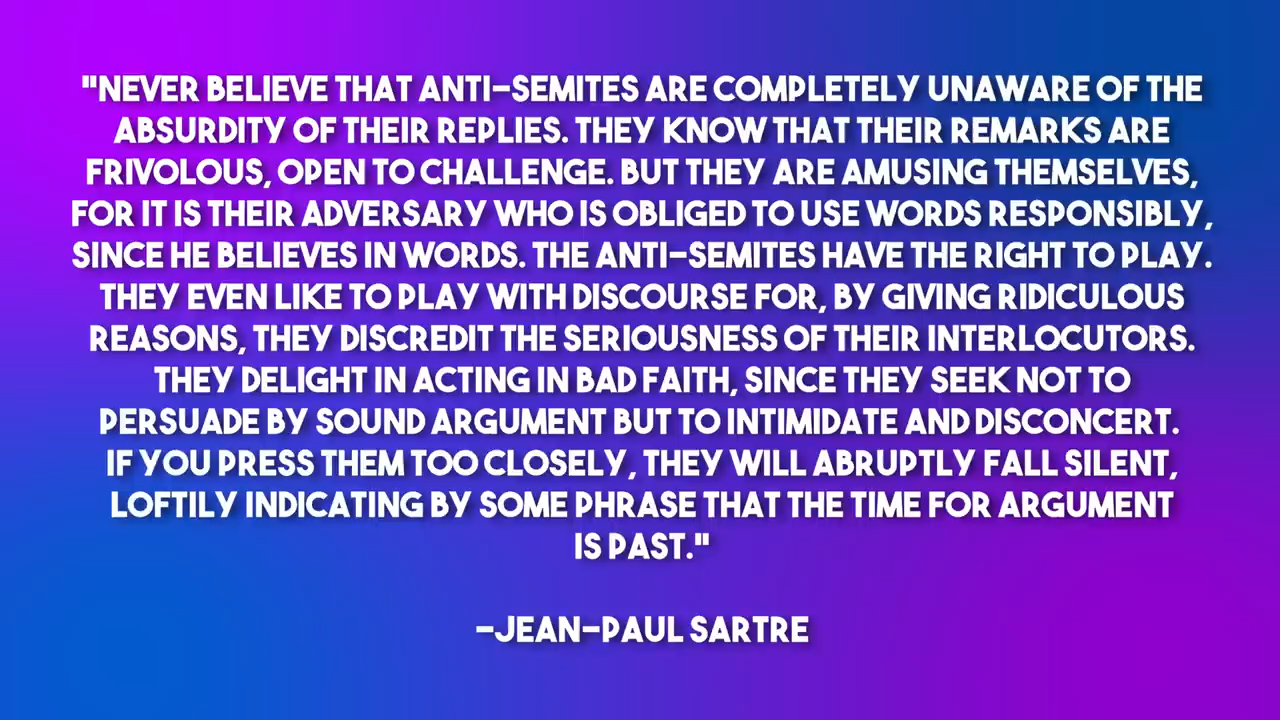 "NEVER BELIEVE THAT ANTI-SEMITES ARE COMPLETELY UNAWARE OF THE
ABSURDITY OF THEIR REPLIES. THEY KNOW THAT THEIR REMARKS ARE
FRIVOLOUS, OPEN TO CHALLENGE. BUT THEY ARE AMUSING THEMSELVES,
FOR IT IS THEIR ADVERSARY WHO IS OBLIGED TO USE WORDS RESPONSIBLY,
SINCE HE BELIEVES IN WORDS. THE ANTI-SEMITES HAVE THE RIGHT TO PLAY.
THEY EVEN LIKE TO PLAY WITH DISCOURSE FOR, BY GIVING RIDICULOUS
REASONS, THEY DISCREDIT THE SERIOUSNESS OF THEIR INTERLOCUTORS.
THEY DELIGHT IN ACTING IN BAD FAITH, SINCE THEY SEEK NOT TO
PERSUADE BY SOUND ARGUMENT BUT TO INTIMIDATE AND DISCONCERT.
IF YOU PRESS THEM TOO CLOSELY, THEY WILL ABRUPTLY FALL SILENT,
LOFTILY INDICATING BY SOME PHRASE THAT THE TIME FOR ARGUMENT
IS PAST."
-JEAN-PAUL SARTRE